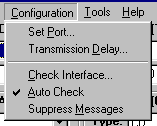 Configuration Tools Help
Set Port...
Transmission Delay...
Check Interface...
Auto Check
Suppress Messages
Type: